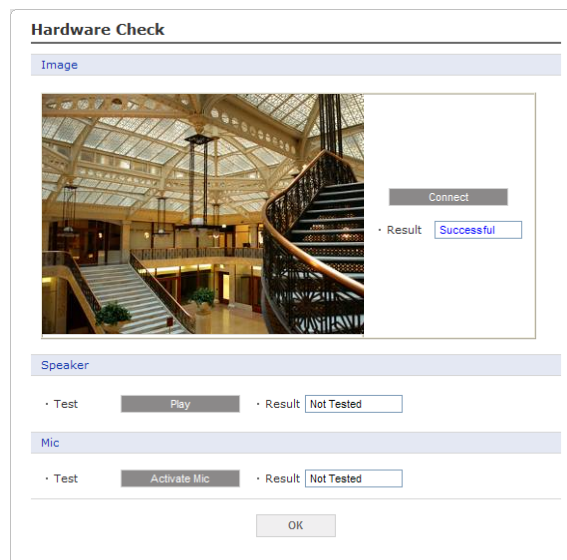 Hardware Check
Image
Connect
· Result Successful
Speaker
· Test Play · Result Not Tested
Mic
· Test Activate Mic · Result Not Tested
OK